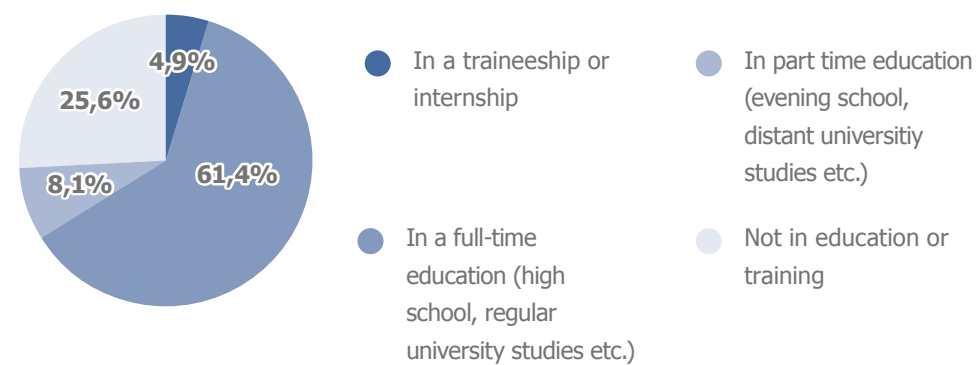 4,9%
25,6%
61,4%
8,1%
In a traineeship or
internship
In part time education
(evening school,
distant universitiy
studies etc.)
In a full-time
education (high
school, regular
university studies etc.)
Not in education or
training